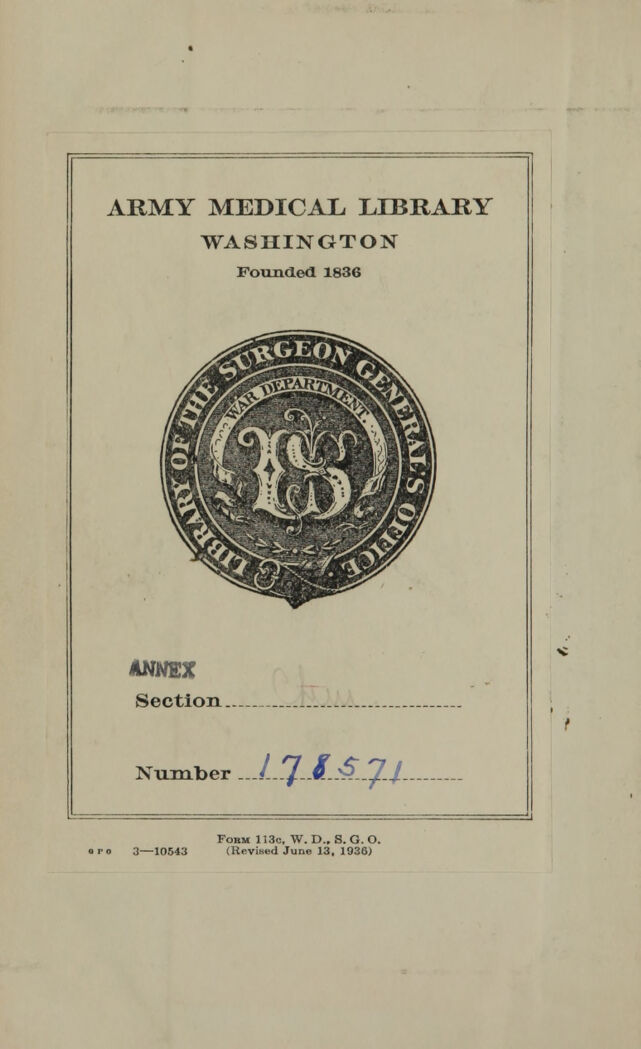 ARMY MEDICAL LIBRARY
WASHINGTON
Founded 1836
LIBRARY OF THE SURGEON GENERAL'S OFFICE
WAR DEPARTMENT.
ANNEX
Section
Number 178571
FORM 113c, W. D., S. G. O.
GPO 3—10543 (Revised June 13, 1936)